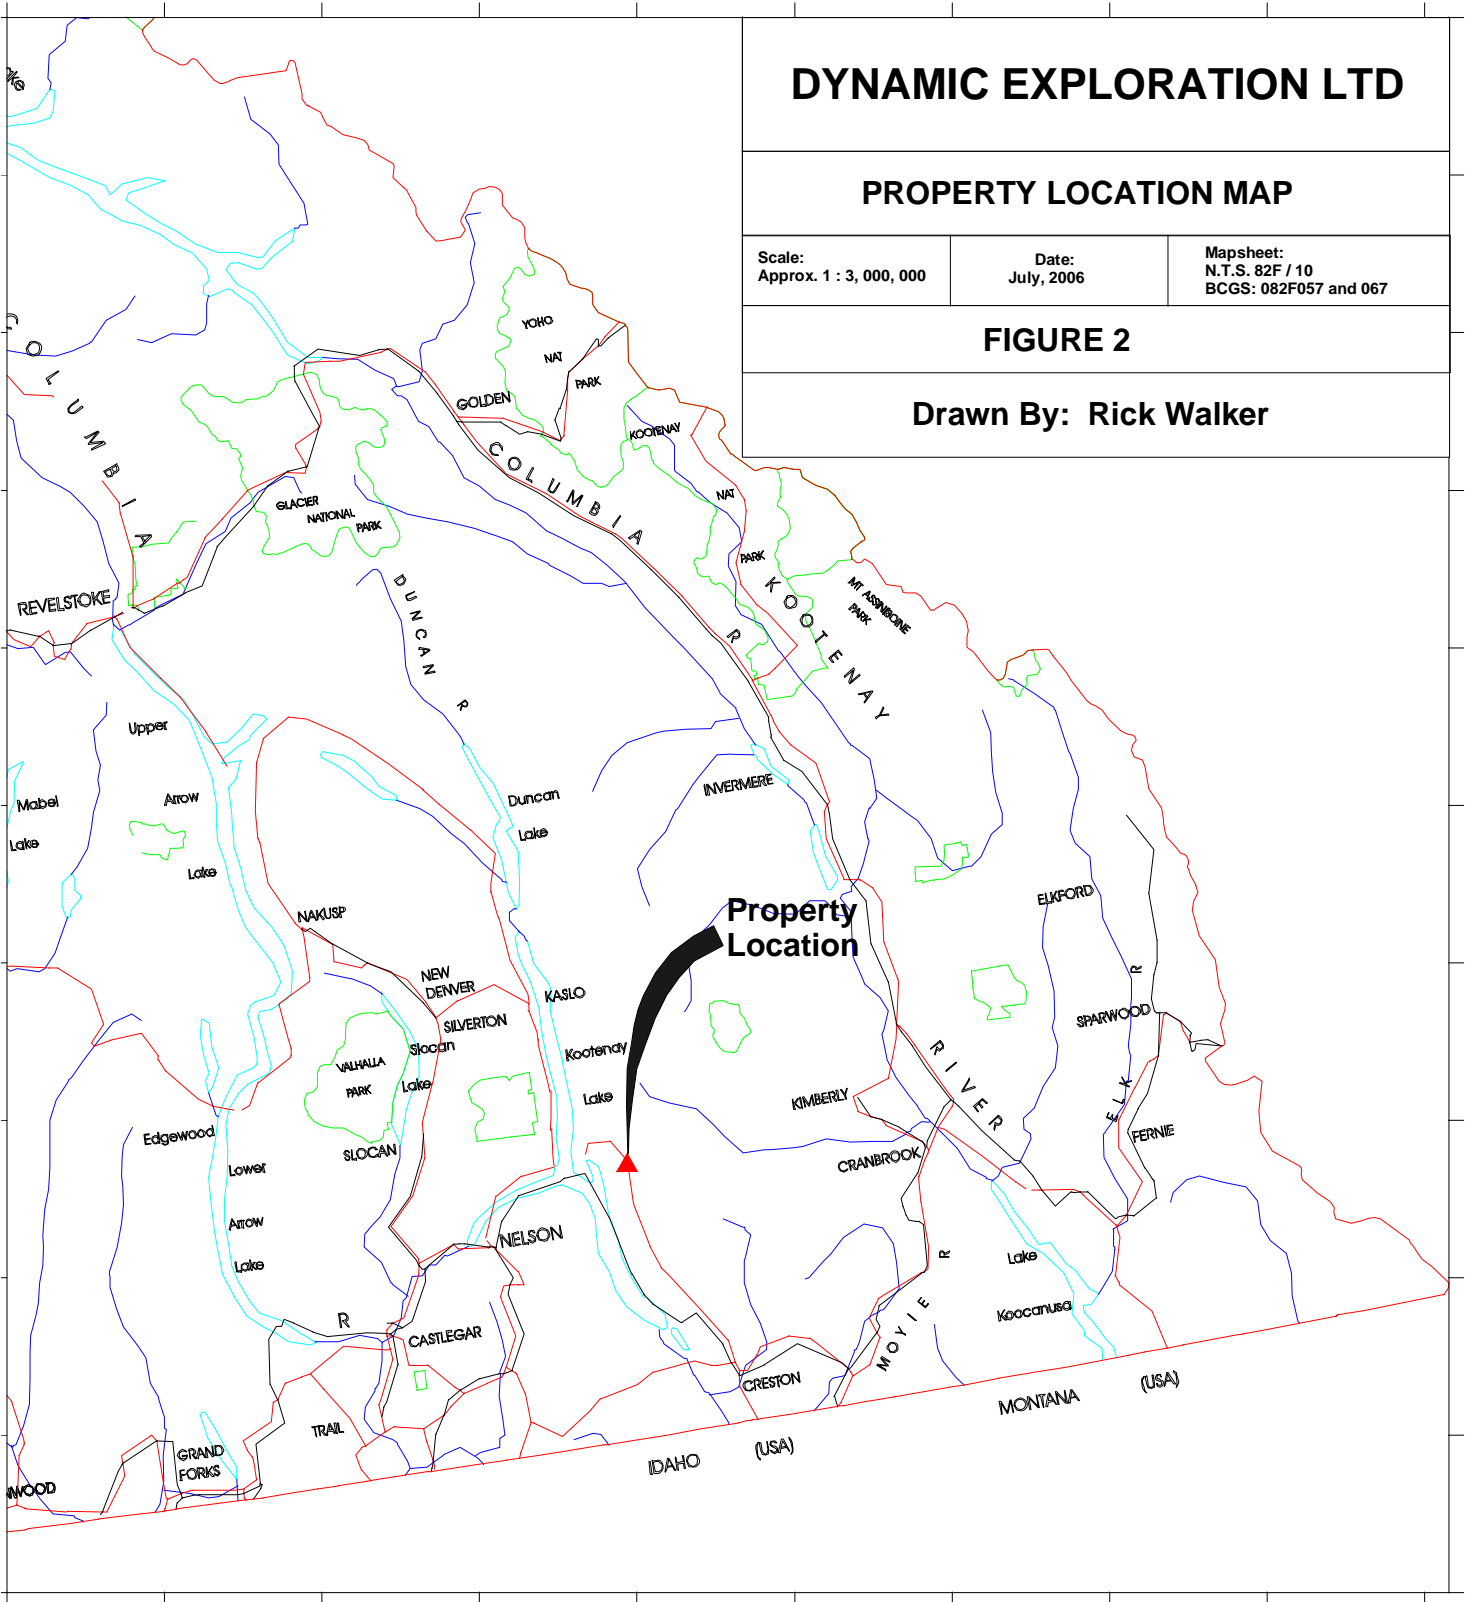 DYNAMIC EXPLORATION LTD
PROPERTY LOCATION MAP
Scale:
Approx. 1 : 3, 000, 000
Date:
July, 2006
Mapsheet:
N.T.S. 82F / 10
BCGS: 082F057 and 067
FIGURE 2
Drawn By: Rick Walker
COLUMBIA
YOHO
NAT
PARK
GOLDEN
KOOTENAY
NAT
PARK
COLUMBIA
R
GLACIER
NATIONAL
PARK
KOOTENAY
MT ASSINIBOINE
PARK
REVELSTOKE
DUNCAN R
Upper
Arrow
Lake
Mabel
Lake
Duncan
Lake
INVERMERE
ELKFORD
NAKUSP
Property
Location
NEW
DENVER
SILVERTON
KASLO
Slocan
Lake
VALHALLA
PARK
Kootenay
Lake
SPARWOOD
ELK R
RIVER
KIMBERLY
FERNIE
CRANBROOK
Edgewood
SLOCAN
Lower
Arrow
Lake
NELSON
Lake
Koocanusa
R
CASTLEGAR
MOYIE R
CRESTON
TRAIL
GRAND
FORKS
IDAHO (USA)
MONTANA (USA)